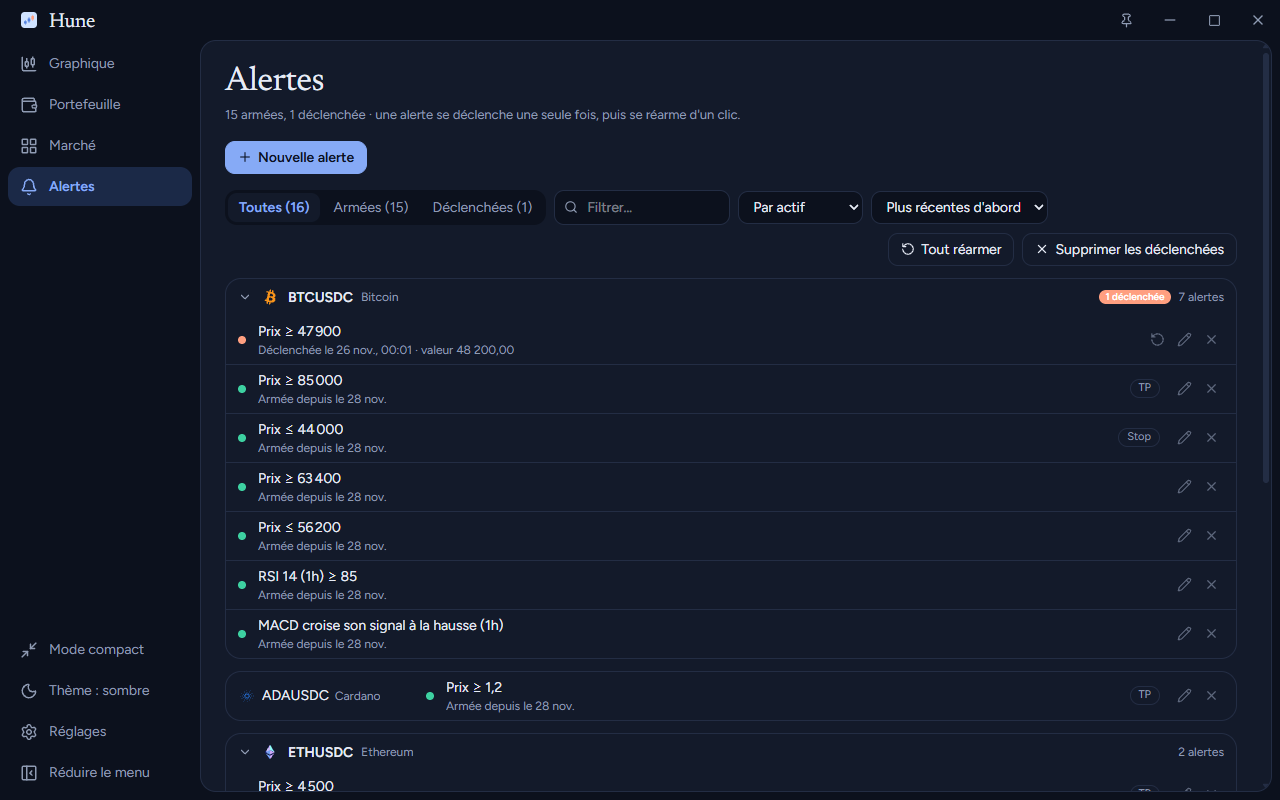 Hune
Graphique
Portefeuille
Marché
Alertes
Mode compact
Thème : sombre
Réglages
Réduire le menu
Alertes
15 armées, 1 déclenchée · une alerte se déclenche une seule fois, puis se réarme d'un clic.
Nouvelle alerte
Toutes (16) Armées (15) Déclenchées (1) Filtrer... Par actif Plus récentes d'abord
Tout réarmer Supprimer les déclenchées
BTCUSDC Bitcoin 1 déclenchée 7 alertes
Prix ≥ 47 900
Déclenchée le 26 nov., 00:01 · valeur 48 200,00
Prix ≥ 85 000 TP
Armée depuis le 28 nov.
Prix ≤ 44 000 Stop
Armée depuis le 28 nov.
Prix ≥ 63 400
Armée depuis le 28 nov.
Prix ≤ 56 200
Armée depuis le 28 nov.
RSI 14 (1h) ≥ 85
Armée depuis le 28 nov.
MACD croise son signal à la hausse (1h)
Armée depuis le 28 nov.
ADAUSDC Cardano Prix ≥ 1,2 TP
Armée depuis le 28 nov.
ETHUSDC Ethereum 2 alertes
Prix ≥ 4 500 TP